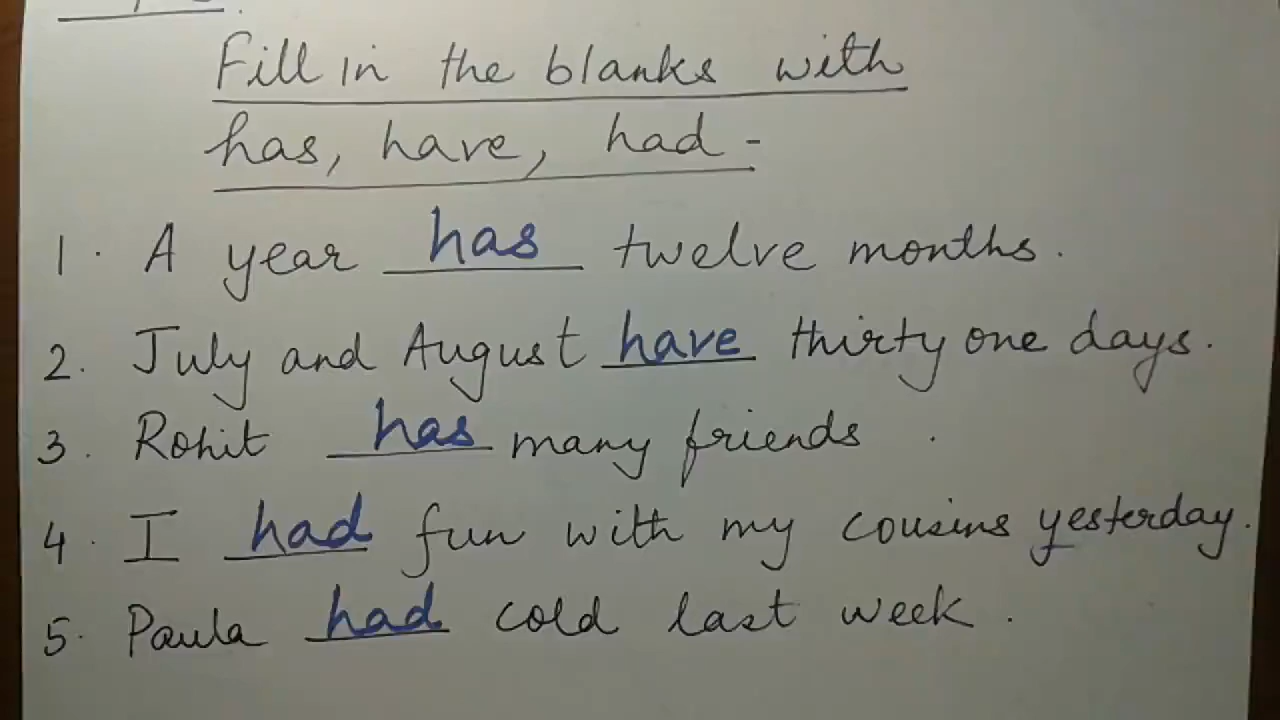 Fill in the blanks with
has, have, had -
1. A year has twelve months.
2. July and August have thirty one days.
3. Rohit has many friends .
4. I had fun with my cousins yesterday.
5. Paula had cold last week.